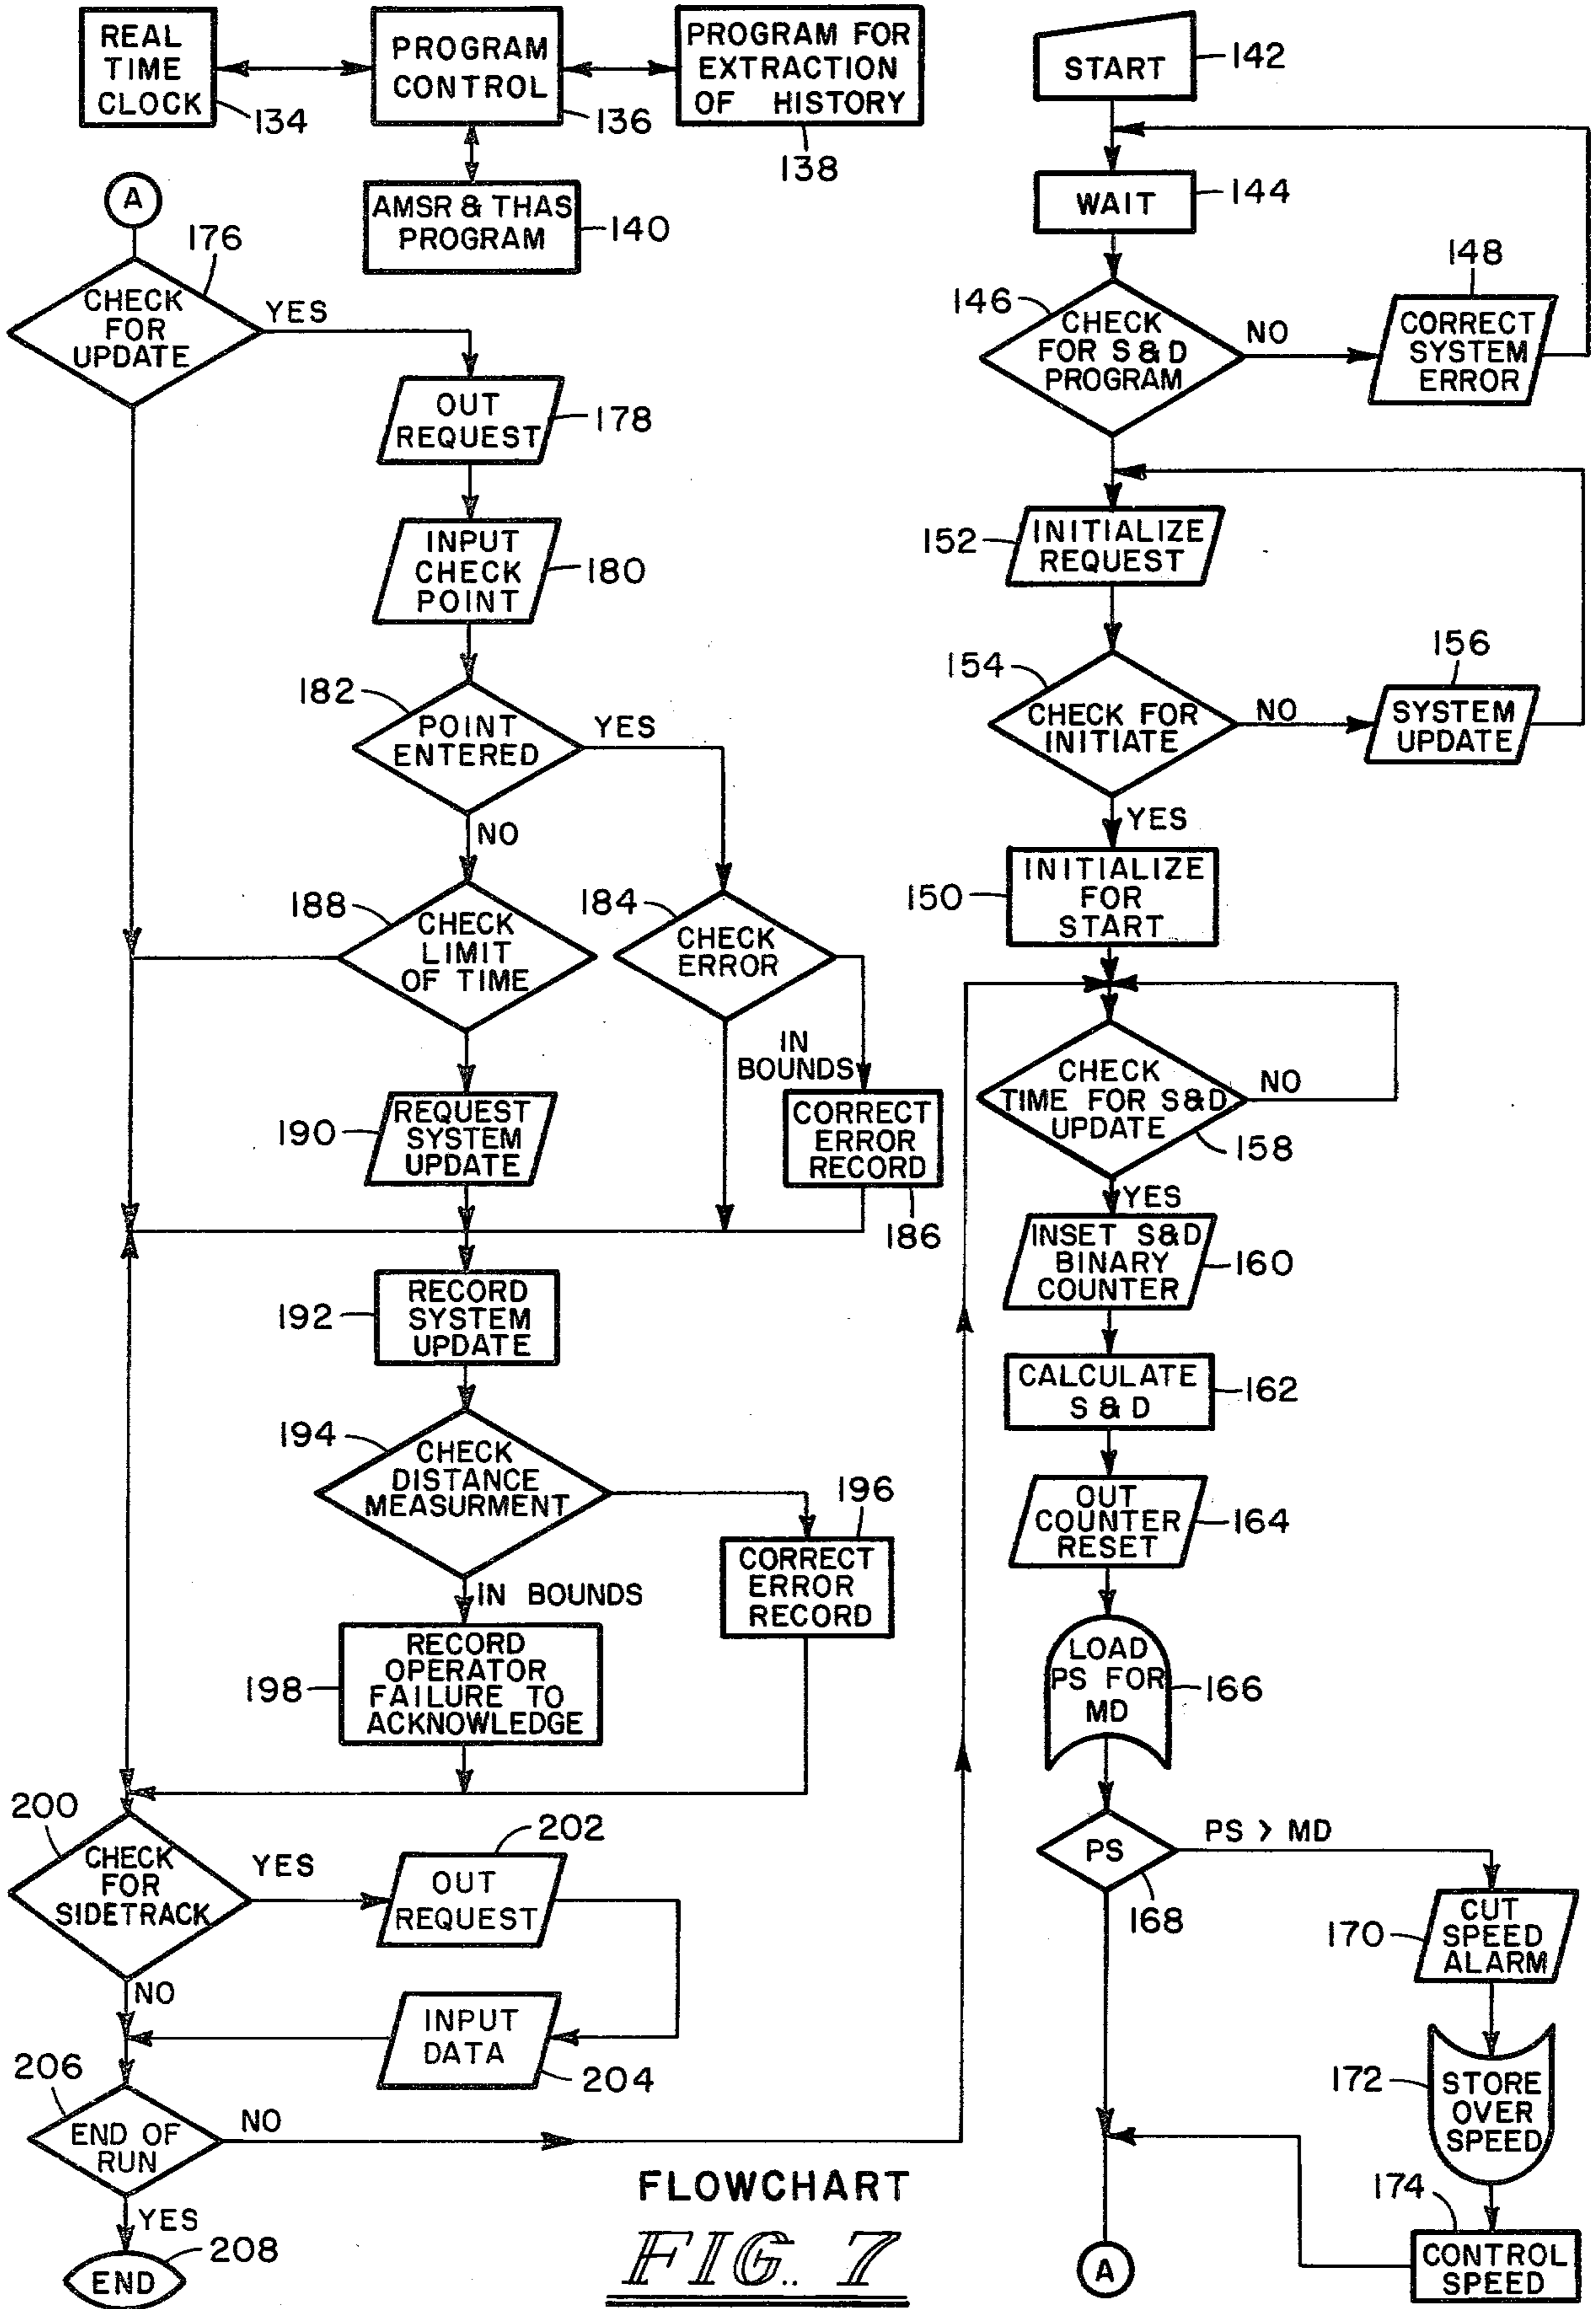 REAL
TIME
CLOCK
134
PROGRAM
CONTROL
136
PROGRAM FOR
EXTRACTION
OF HISTORY
138
AMSR & THAS
PROGRAM
140
A
176
CHECK
FOR
UPDATE
YES
OUT
REQUEST
178
INPUT
CHECK
POINT
180
182
POINT
ENTERED
YES
NO
188
CHECK
LIMIT
OF TIME
184
CHECK
ERROR
IN
BOUNDS
190
REQUEST
SYSTEM
UPDATE
CORRECT
ERROR
RECORD
186
192
RECORD
SYSTEM
UPDATE
194
CHECK
DISTANCE
MEASURMENT
196
CORRECT
ERROR
RECORD
IN BOUNDS
198
RECORD
OPERATOR
FAILURE TO
ACKNOWLEDGE
200
CHECK
FOR
SIDETRACK
YES
202
OUT
REQUEST
NO
INPUT
DATA
204
206
END OF
RUN
NO
YES
208
END
START
142
WAIT
144
146
CHECK
FOR S&D
PROGRAM
NO
148
CORRECT
SYSTEM
ERROR
152
INITIALIZE
REQUEST
154
CHECK FOR
INITIATE
NO
156
SYSTEM
UPDATE
YES
150
INITIALIZE
FOR
START
CHECK
TIME FOR S&D
UPDATE
NO
158
YES
INSET S&D
BINARY
COUNTER
160
CALCULATE
S & D
162
OUT
COUNTER
RESET
164
LOAD
PS FOR
MD
166
PS
PS > MD
168
170
CUT
SPEED
ALARM
172
STORE
OVER
SPEED
174
CONTROL
SPEED
A
FLOWCHART
FIG. 7